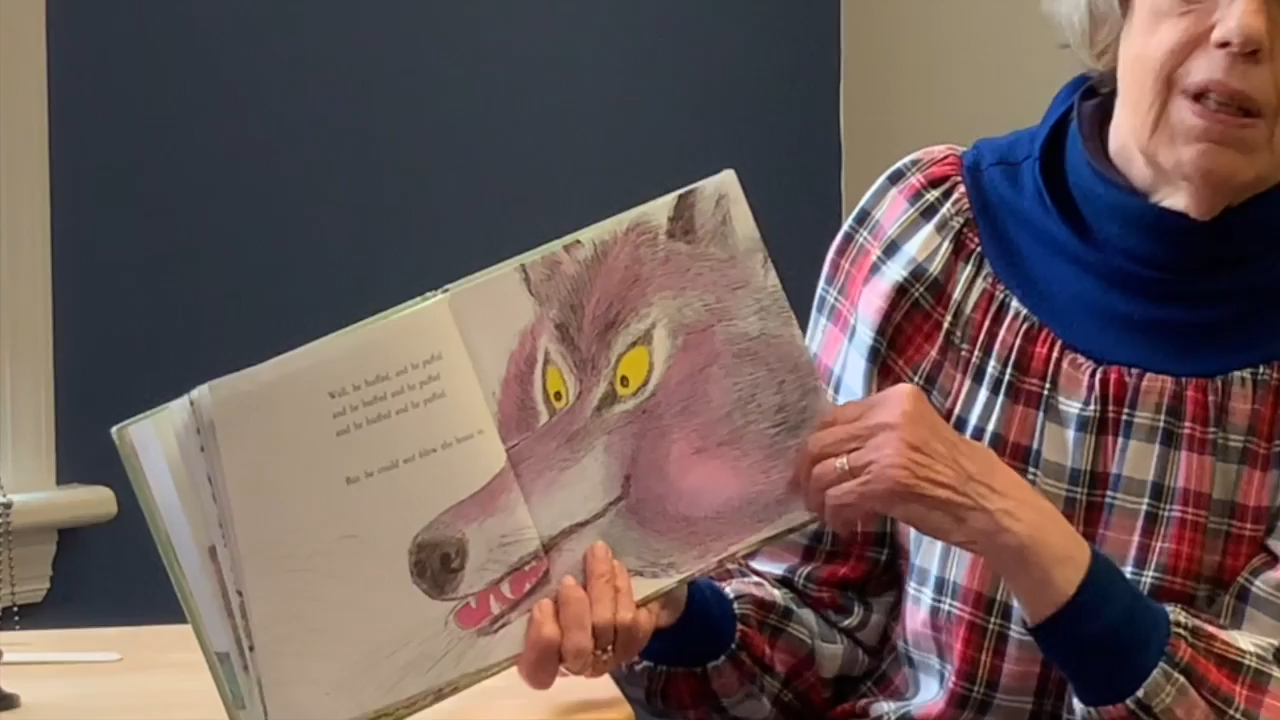 Well, he huffed, and he puffed
and he huffed and he puffed
and he huffed and he puffed.
But he could not blow the house in.